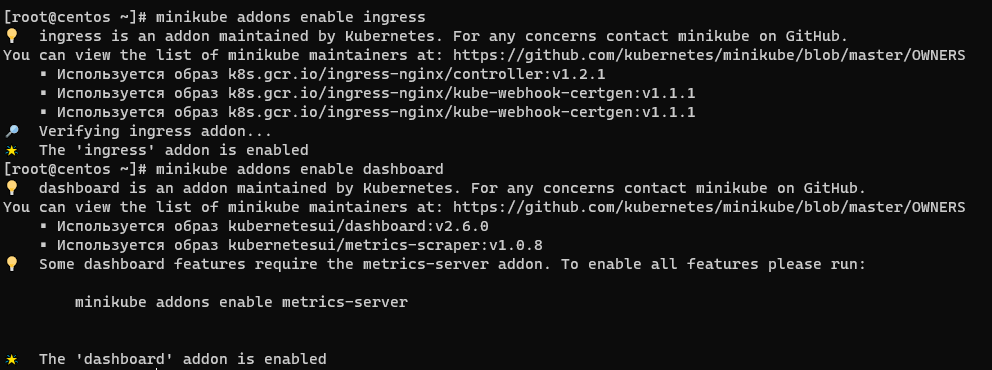 [root@centos ~]# minikube addons enable ingress
💡 ingress is an addon maintained by Kubernetes. For any concerns contact minikube on GitHub.
You can view the list of minikube maintainers at: https://github.com/kubernetes/minikube/blob/master/OWNERS
▪ Используется образ k8s.gcr.io/ingress-nginx/controller:v1.2.1
▪ Используется образ k8s.gcr.io/ingress-nginx/kube-webhook-certgen:v1.1.1
▪ Используется образ k8s.gcr.io/ingress-nginx/kube-webhook-certgen:v1.1.1
🔎 Verifying ingress addon...
🌟 The 'ingress' addon is enabled
[root@centos ~]# minikube addons enable dashboard
💡 dashboard is an addon maintained by Kubernetes. For any concerns contact minikube on GitHub.
You can view the list of minikube maintainers at: https://github.com/kubernetes/minikube/blob/master/OWNERS
▪ Используется образ kubernetesui/dashboard:v2.6.0
▪ Используется образ kubernetesui/metrics-scraper:v1.0.8
💡 Some dashboard features require the metrics-server addon. To enable all features please run:
minikube addons enable metrics-server
🌟 The 'dashboard' addon is enabled